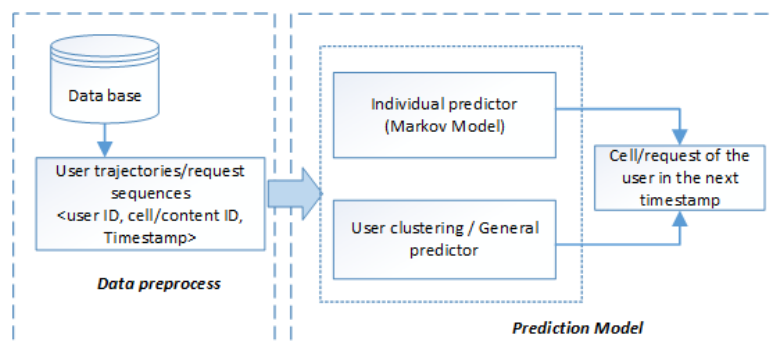 Data base
User trajectories/request
sequences
<user ID, cell/content ID,
Timestamp>
Data preprocess
Individual predictor
(Markov Model)
User clustering / General
predictor
Cell/request of the
user in the next
timestamp
Prediction Model